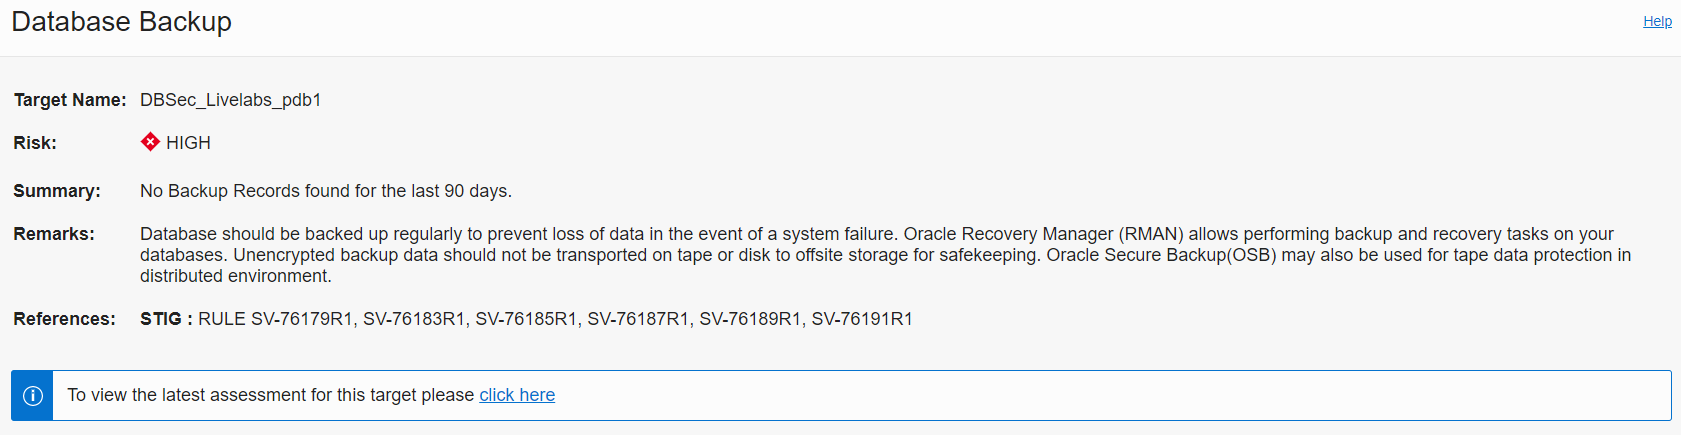 Database Backup
Help
Target Name: DBSec_Livelabs_pdb1
Risk: HIGH
Summary: No Backup Records found for the last 90 days.
Remarks: Database should be backed up regularly to prevent loss of data in the event of a system failure. Oracle Recovery Manager (RMAN) allows performing backup and recovery tasks on your
databases. Unencrypted backup data should not be transported on tape or disk to offsite storage for safekeeping. Oracle Secure Backup(OSB) may also be used for tape data protection in
distributed environment.
References: STIG : RULE SV-76179R1, SV-76183R1, SV-76185R1, SV-76187R1, SV-76189R1, SV-76191R1
To view the latest assessment for this target please click here